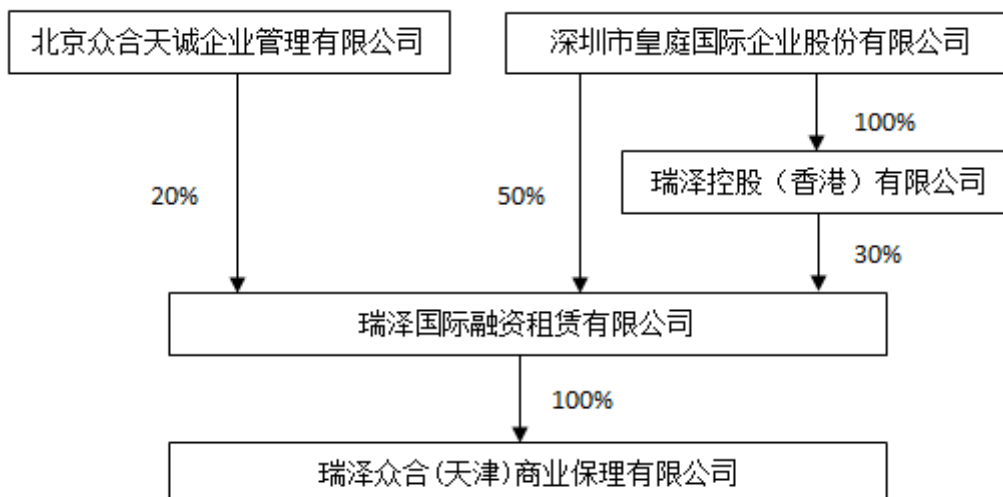 北京众合天诚企业管理有限公司
深圳市皇庭国际企业股份有限公司
100%
瑞泽控股（香港）有限公司
20%
50%
30%
瑞泽国际融资租赁有限公司
100%
瑞泽众合(天津)商业保理有限公司